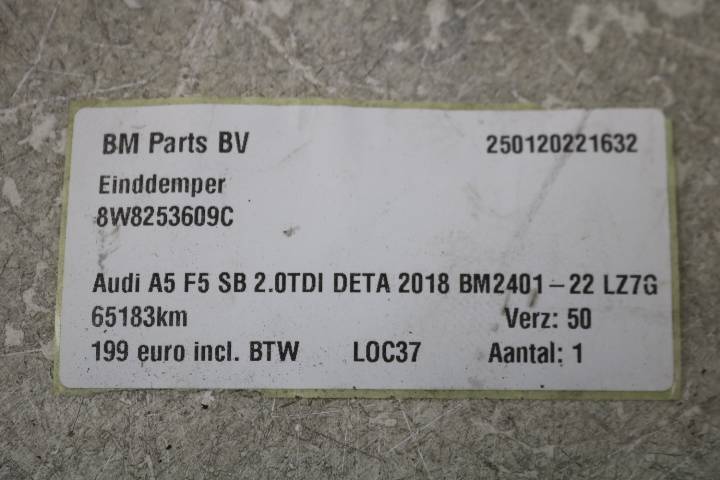 BM Parts BV 250120221632
Einddemper
8W8253609C
Audi A5 F5 SB 2.0TDI DETA 2018 BM2401-22 LZ7G
65183km Verz: 50
199 euro incl. BTW LOC37 Aantal: 1